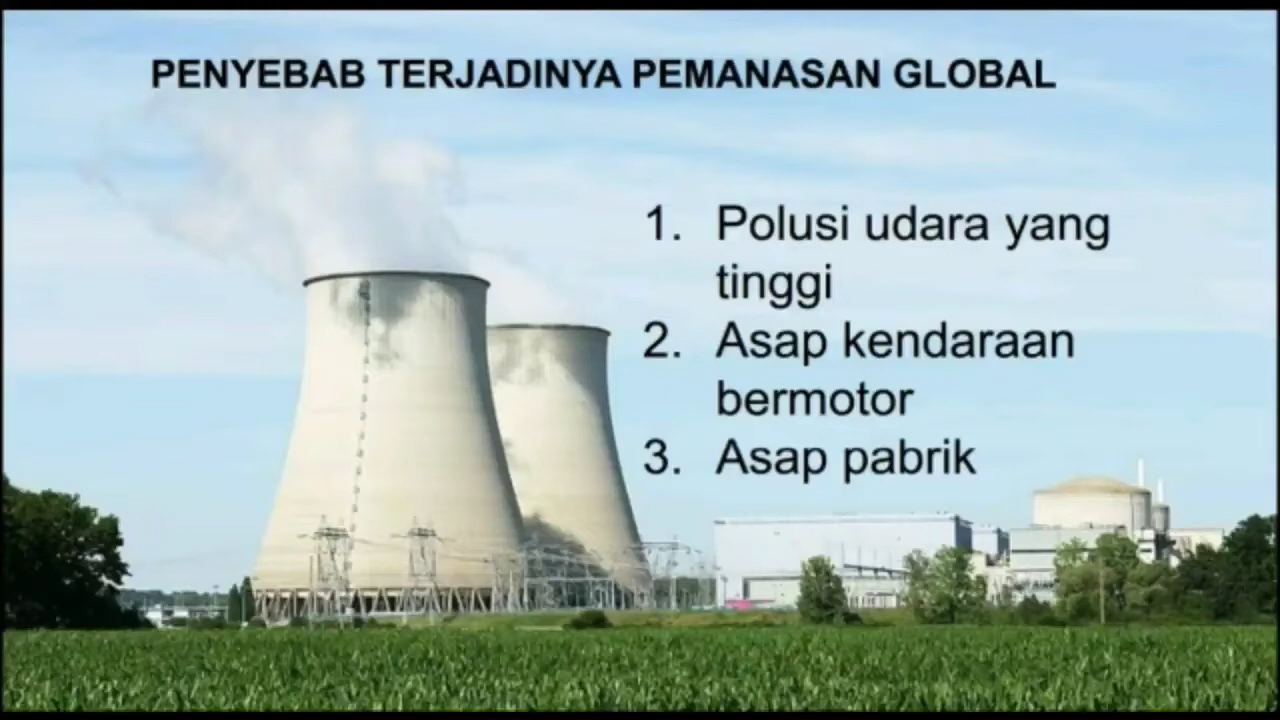 PENYEBAB TERJADINYA PEMANASAN GLOBAL
1. Polusi udara yang
tinggi
2. Asap kendaraan
bermotor
3. Asap pabrik